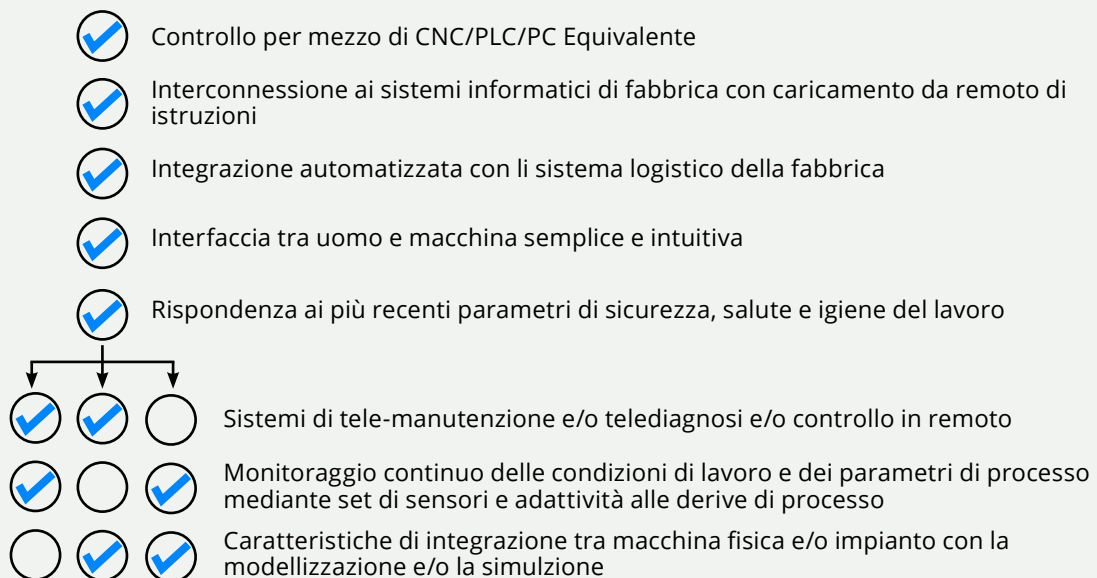 Controllo per mezzo di CNC/PLC/PC Equivalente
Interconnessione ai sistemi informatici di fabbrica con caricamento da remoto di
istruzioni
Integrazione automatizzata con li sistema logistico della fabbrica
Interfaccia tra uomo e macchina semplice e intuitiva
Rispondenza ai più recenti parametri di sicurezza, salute e igiene del lavoro
Sistemi di tele-manutenzione e/o telediagnosi e/o controllo in remoto
Monitoraggio continuo delle condizioni di lavoro e dei parametri di processo
mediante set di sensori e adattività alle derive di processo
Caratteristiche di integrazione tra macchina fisica e/o impianto con la
modellizzazione e/o la simulzione